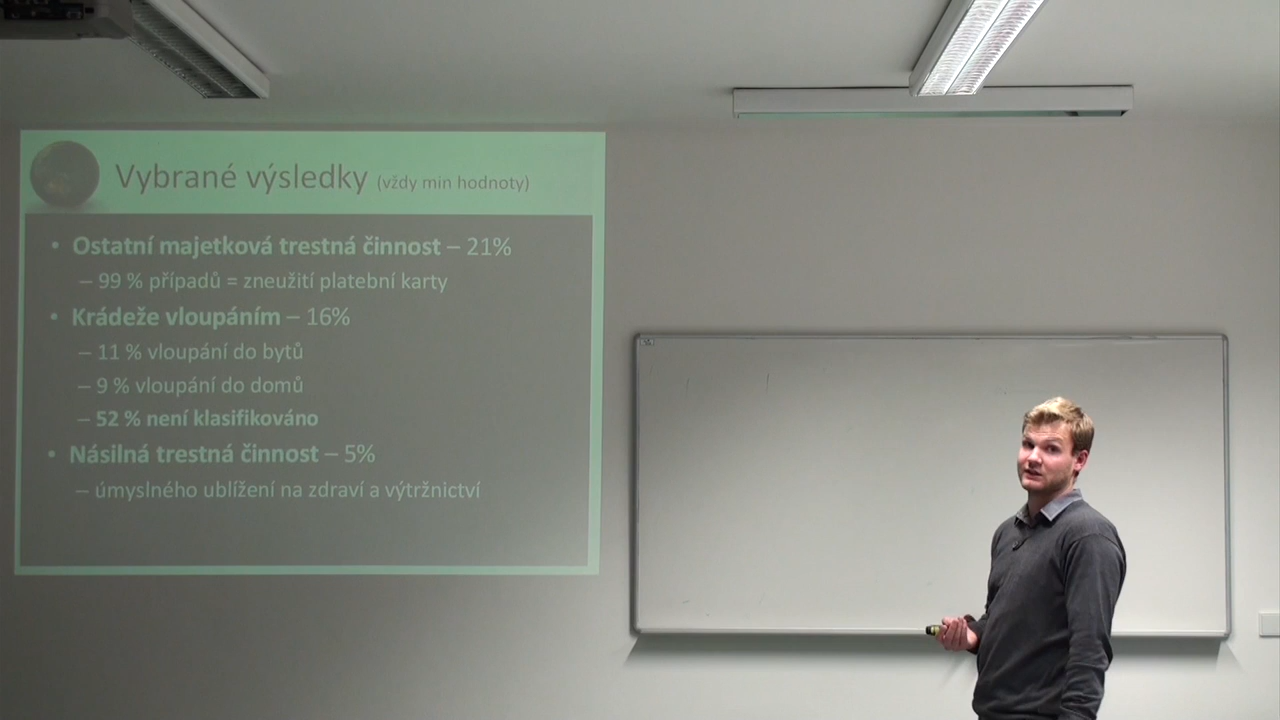 Vybrané výsledky (vždy min hodnoty)
• Ostatní majetková trestná činnost – 21%
– 99 % případů = zneužití platební karty
• Krádeže vloupáním – 16%
– 11 % vloupání do bytů
– 9 % vloupání do domů
– 52 % není klasifikováno
• Násilná trestná činnost – 5%
– úmyslného ublížení na zdraví a výtržnictví